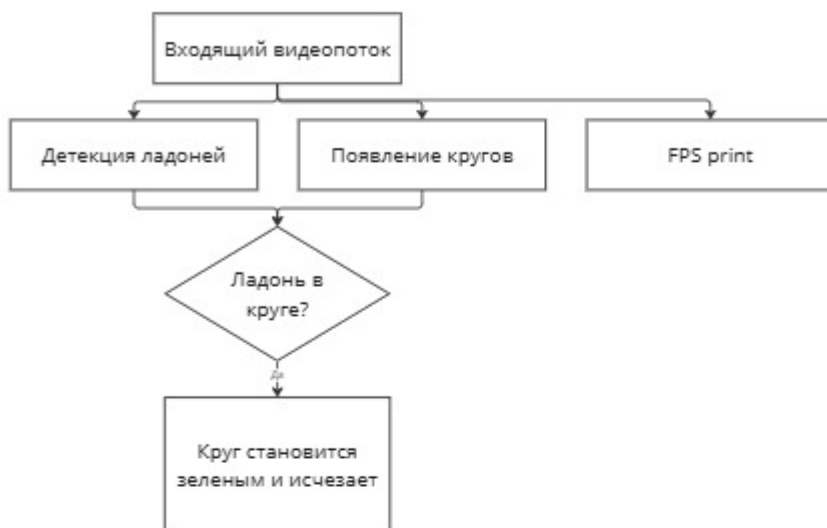 Входящий видеопоток
Детекция ладоней
Появление кругов
FPS print
Ладонь в
круге?
Да
Круг становится
зеленым и исчезает